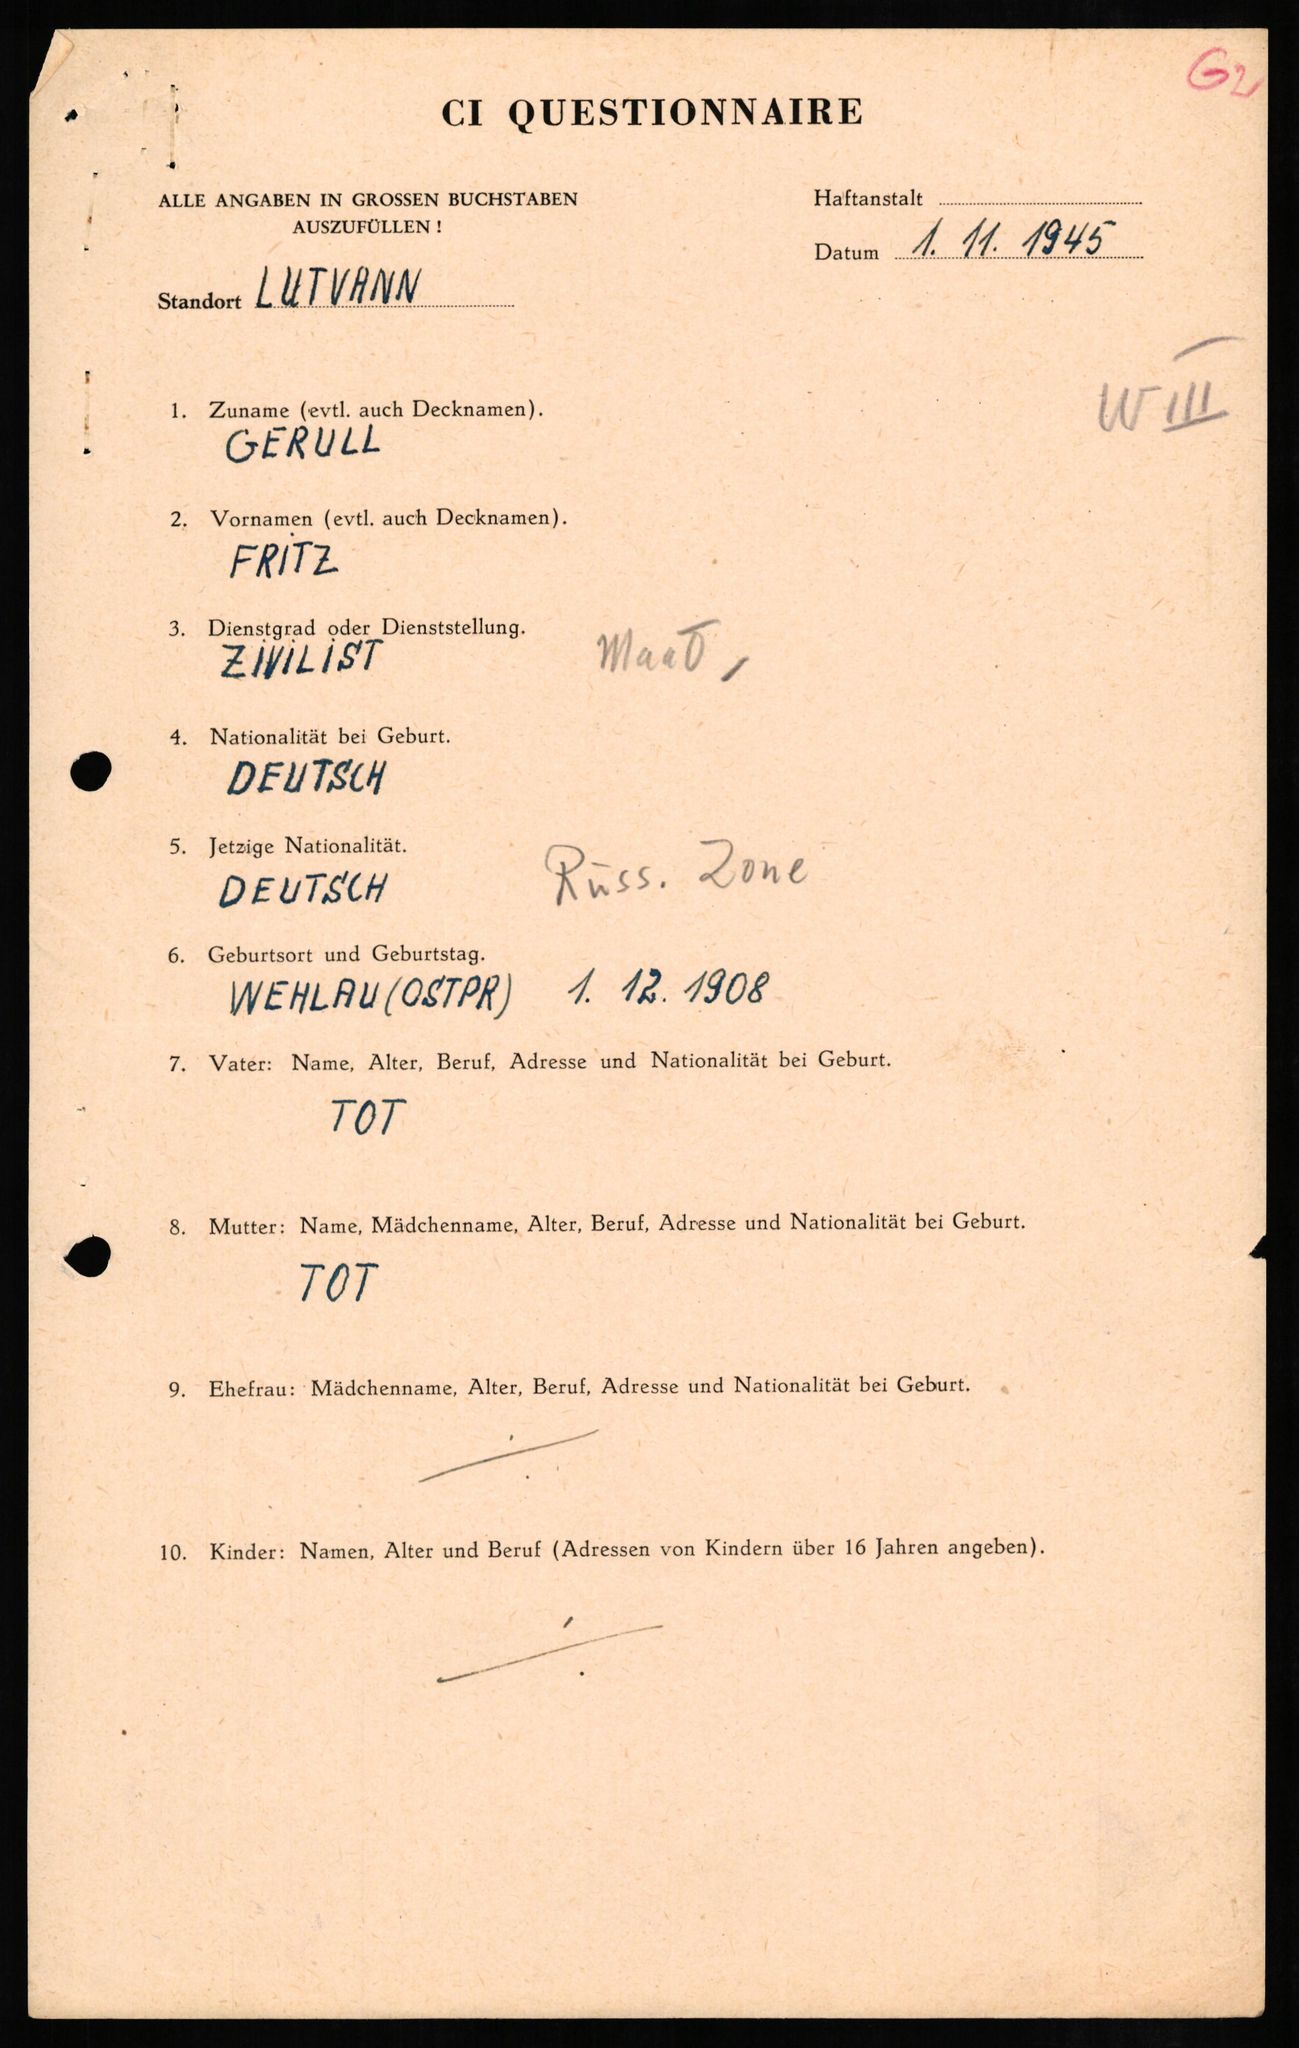 G2
CI QUESTIONNAIRE
ALLE ANGABEN IN GROSSEN BUCHSTABEN
AUSZUFÜLLEN !
Haftanstalt
Datum 1. 11. 1945
Standort LUTVANN
W III
1. Zuname (evtl. auch Decknamen).
GERULL
2. Vornamen (evtl. auch Decknamen).
FRITZ
3. Dienstgrad oder Dienststellung.
ZIVILIST Maat,
4. Nationalität bei Geburt.
DEUTSCH
5. Jetzige Nationalität.
DEUTSCH Russ. Zone
6. Geburtsort und Geburtstag.
WEHLAU (OSTPR) 1. 12. 1908
7. Vater: Name, Alter, Beruf, Adresse und Nationalität bei Geburt.
TOT
8. Mutter: Name, Mädchenname, Alter, Beruf, Adresse und Nationalität bei Geburt.
TOT
9. Ehefrau: Mädchenname, Alter, Beruf, Adresse und Nationalität bei Geburt.
10. Kinder: Namen, Alter und Beruf (Adressen von Kindern über 16 Jahren angeben).